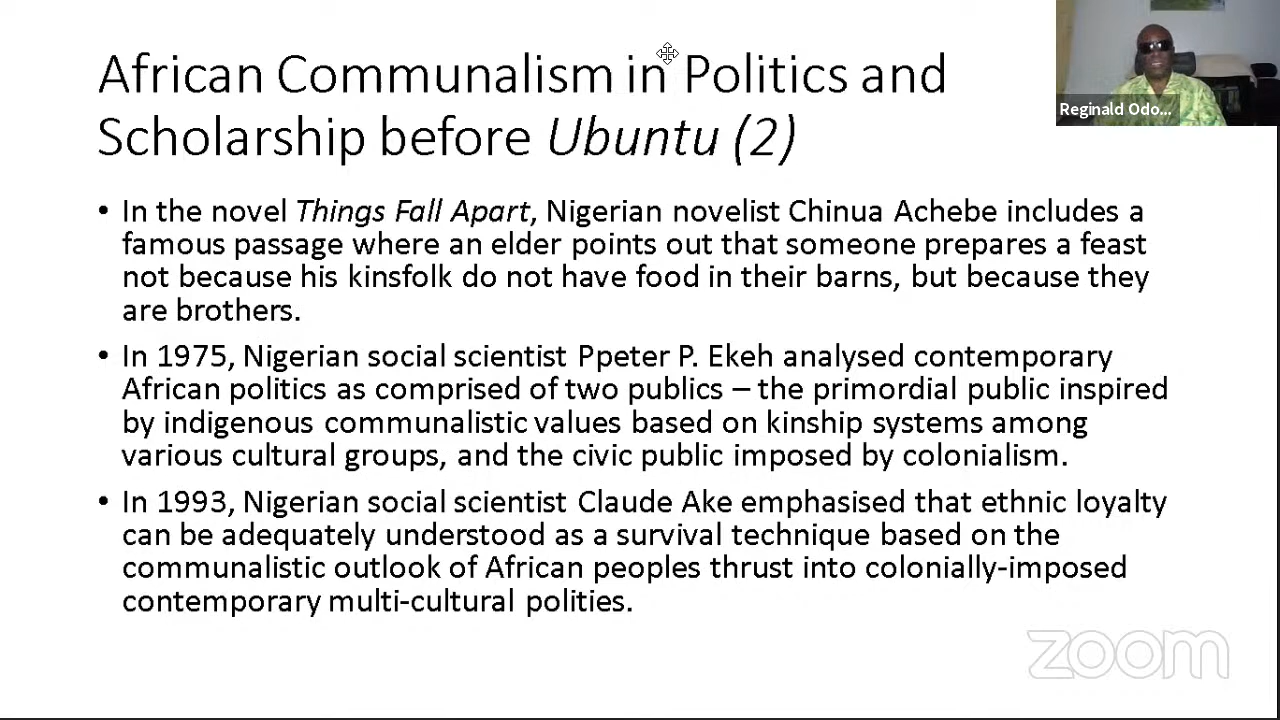 African Communalism in Politics and
Scholarship before Ubuntu (2)
Reginald Odo...
• In the novel Things Fall Apart, Nigerian novelist Chinua Achebe includes a
famous passage where an elder points out that someone prepares a feast
not because his kinsfolk do not have food in their barns, but because they
are brothers.
• In 1975, Nigerian social scientist Ppeter P. Ekeh analysed contemporary
African politics as comprised of two publics – the primordial public inspired
by indigenous communalistic values based on kinship systems among
various cultural groups, and the civic public imposed by colonialism.
• In 1993, Nigerian social scientist Claude Ake emphasised that ethnic loyalty
can be adequately understood as a survival technique based on the
communalistic outlook of African peoples thrust into colonially-imposed
contemporary multi-cultural polities.
zoom